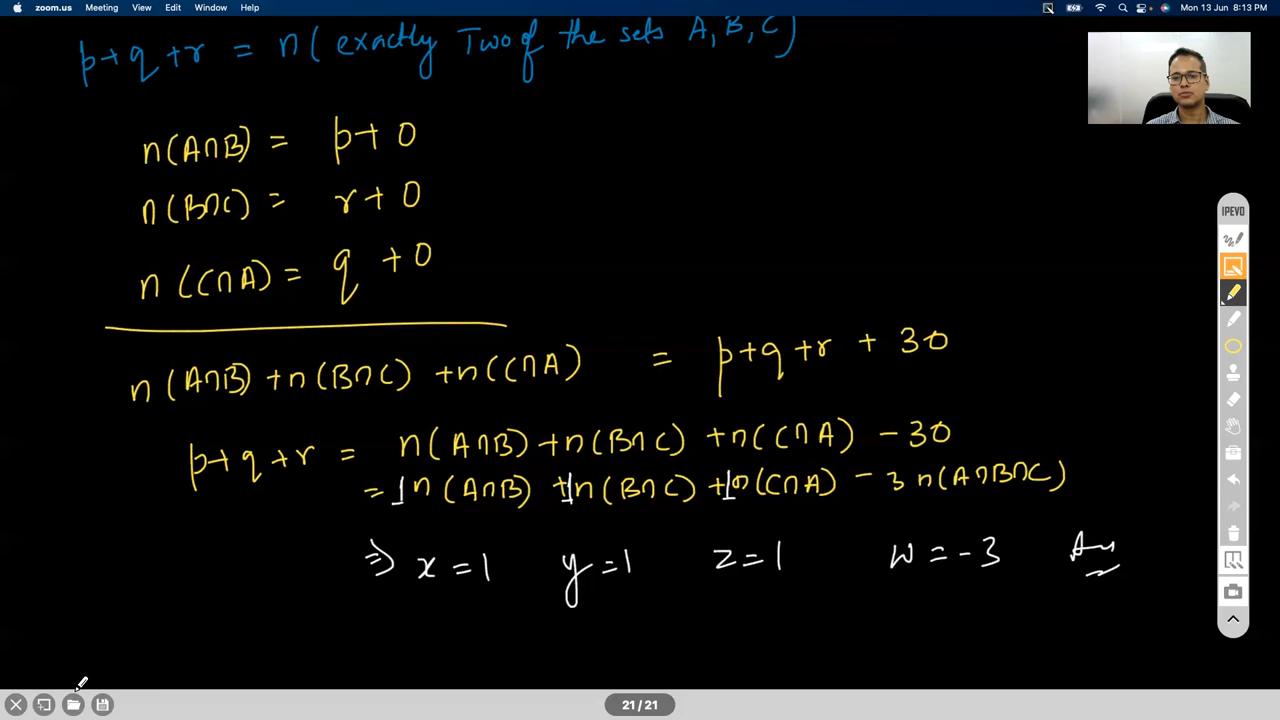 zoom.us Meeting View Edit Window Help Mon 13 Jun 8:13 PM
p+q+r = n( exactly Two of the sets A, B, C)
n(A∩B) = p+ 0
n(B∩C) = r+0
n(C∩A) = q +0
n(A∩B) +n(B∩C) +n(C∩A) = p+q+r + 30
p+q+r = n(A∩B) +n(B∩C) +n(C∩A) -30
= 1n(A∩B) +1n(B∩C) +1n(C∩A) - 3n(A∩B∩C)
⇒ x=1 y=1 z=1 w=-3 Ans
IPEVO
21/21